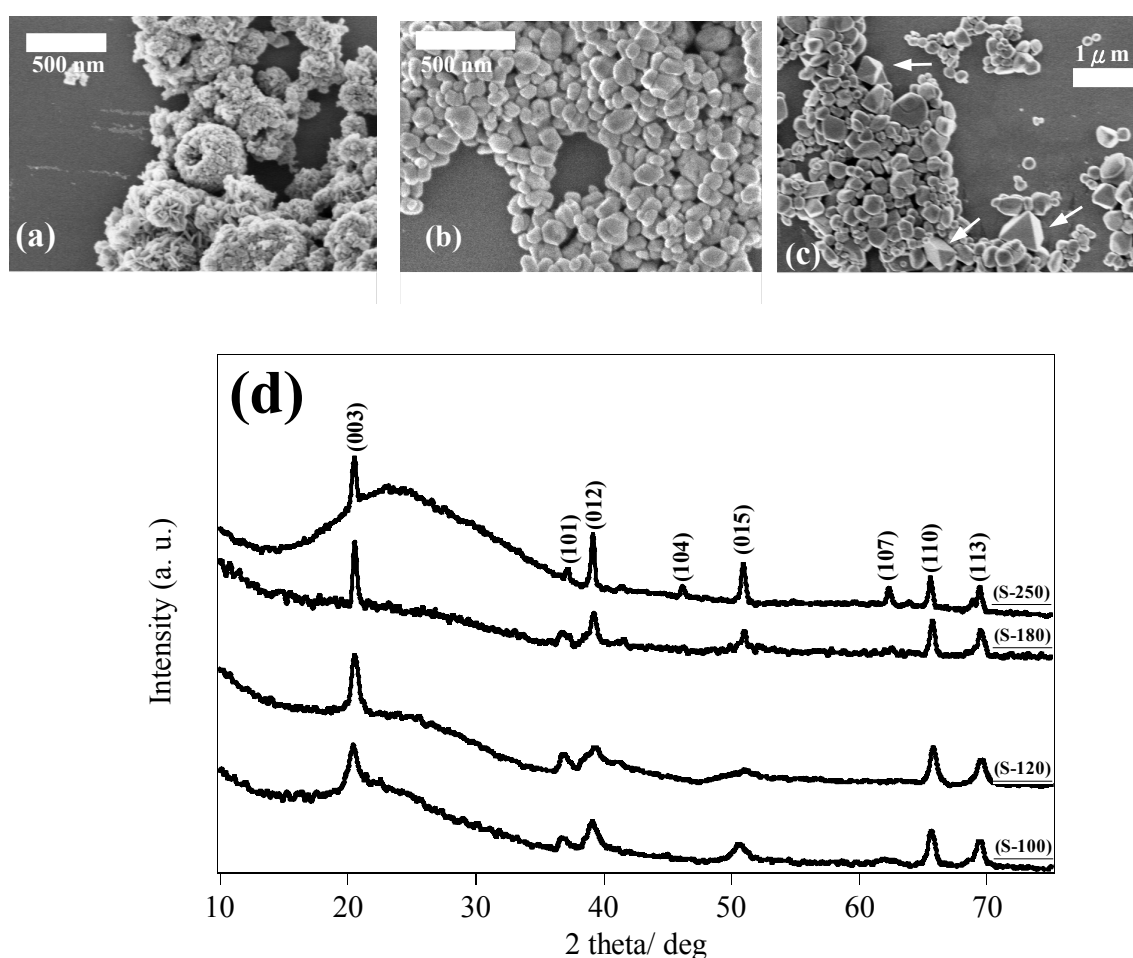 500 nm
(a)
500 nm
(b)
1 μm
(c)
(d)
(003)
(101)
(012)
(104)
(015)
(107)
(110)
(113)
(S-250)
(S-180)
(S-120)
(S-100)
Intensity (a. u.)
10 20 30 40 50 60 70
2 theta/ deg